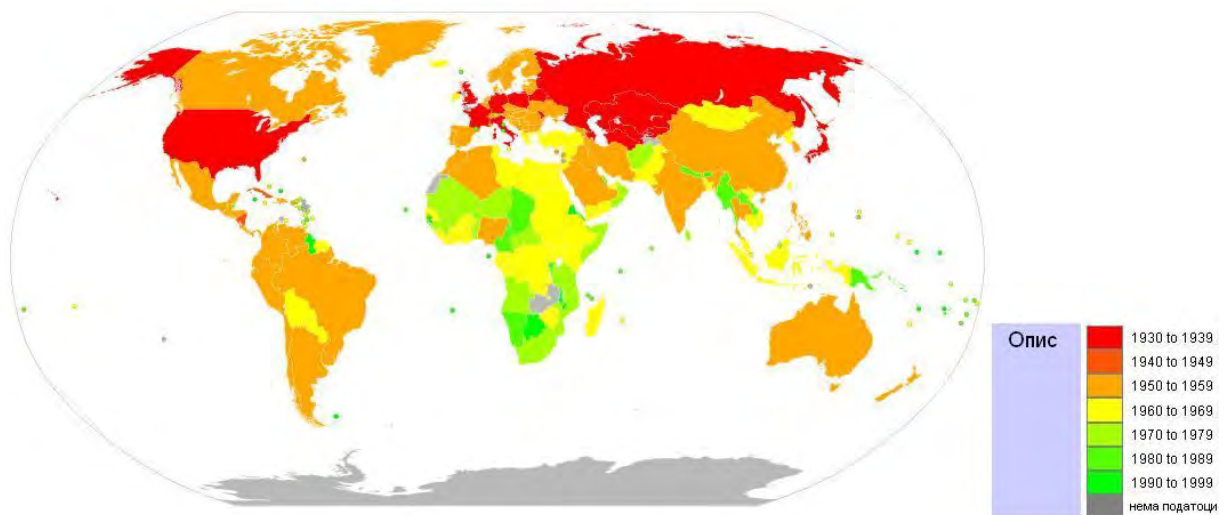 Опис
1930 to 1939
1940 to 1949
1950 to 1959
1960 to 1969
1970 to 1979
1980 to 1989
1990 to 1999
нема податоци